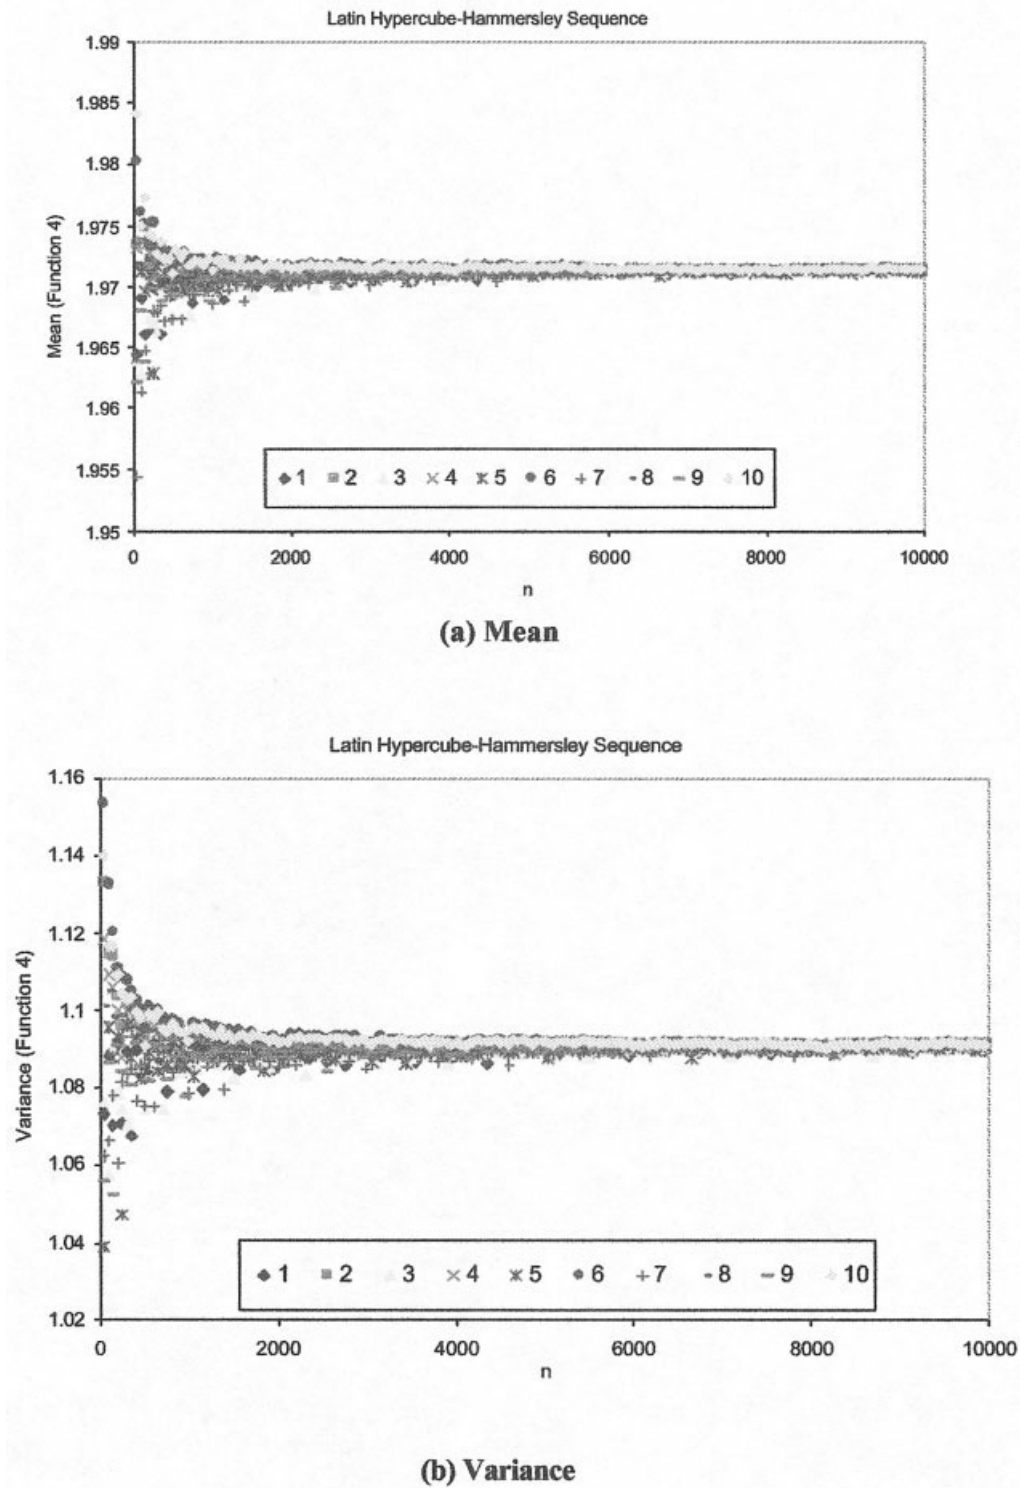 Latin Hypercube-Hammersley Sequence
1.99
1.985
1.98
1.975
1.97
1.965
1.96
1.955
1.95
Mean (Function 4)
1 2 3 4 5 6 7 8 9 10
0 2000 4000 6000 8000 10000
n
(a) Mean
Latin Hypercube-Hammersley Sequence
1.16
1.14
1.12
1.1
1.08
1.06
1.04
1.02
Variance (Function 4)
1 2 3 4 5 6 7 8 9 10
0 2000 4000 6000 8000 10000
n
(b) Variance